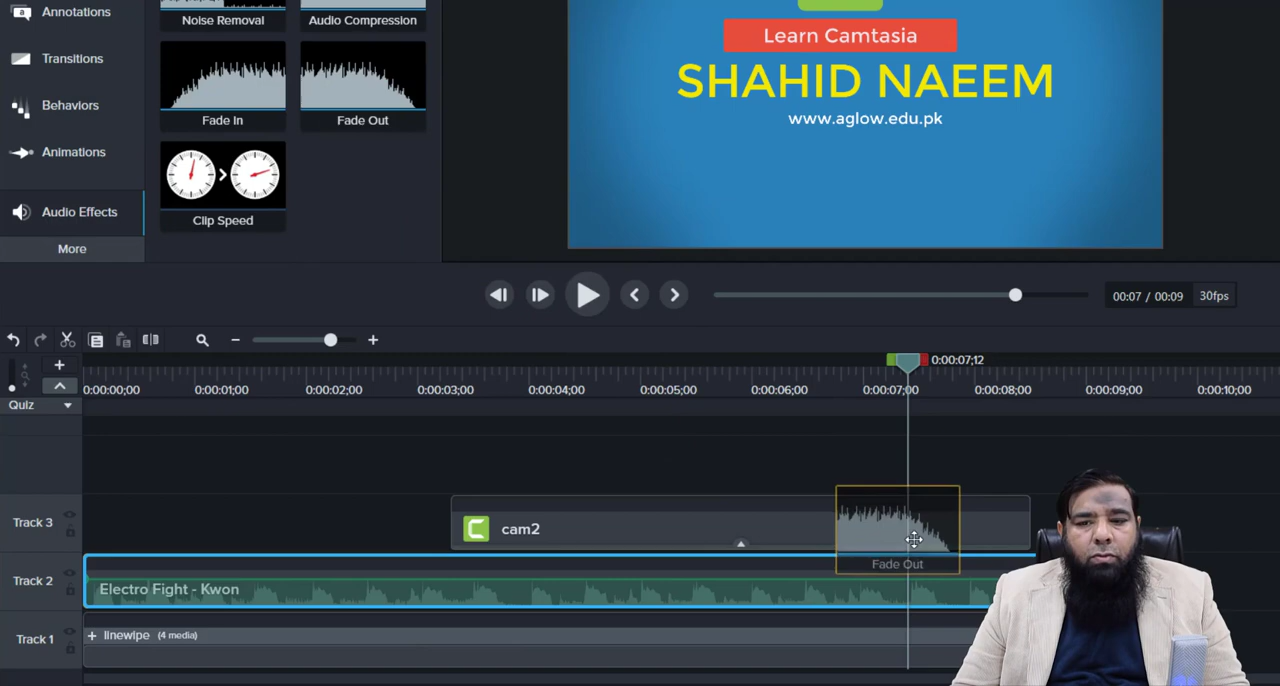 Annotations
Transitions
Behaviors
Animations
Audio Effects
More
Noise Removal
Audio Compression
Fade In
Fade Out
Clip Speed
Learn Camtasia
SHAHID NAEEM
www.aglow.edu.pk
00:07 / 00:09
30fps
0:00:07;12
0:00:00;00
0:00:01;00
0:00:02;00
0:00:03;00
0:00:04;00
0:00:05;00
0:00:06;00
0:00:07;00
0:00:08;00
0:00:09;00
0:00:10;00
Quiz
Track 3
cam2
Fade Out
Track 2
Electro Fight - Kwon
Track 1
+ linewipe (4 media)